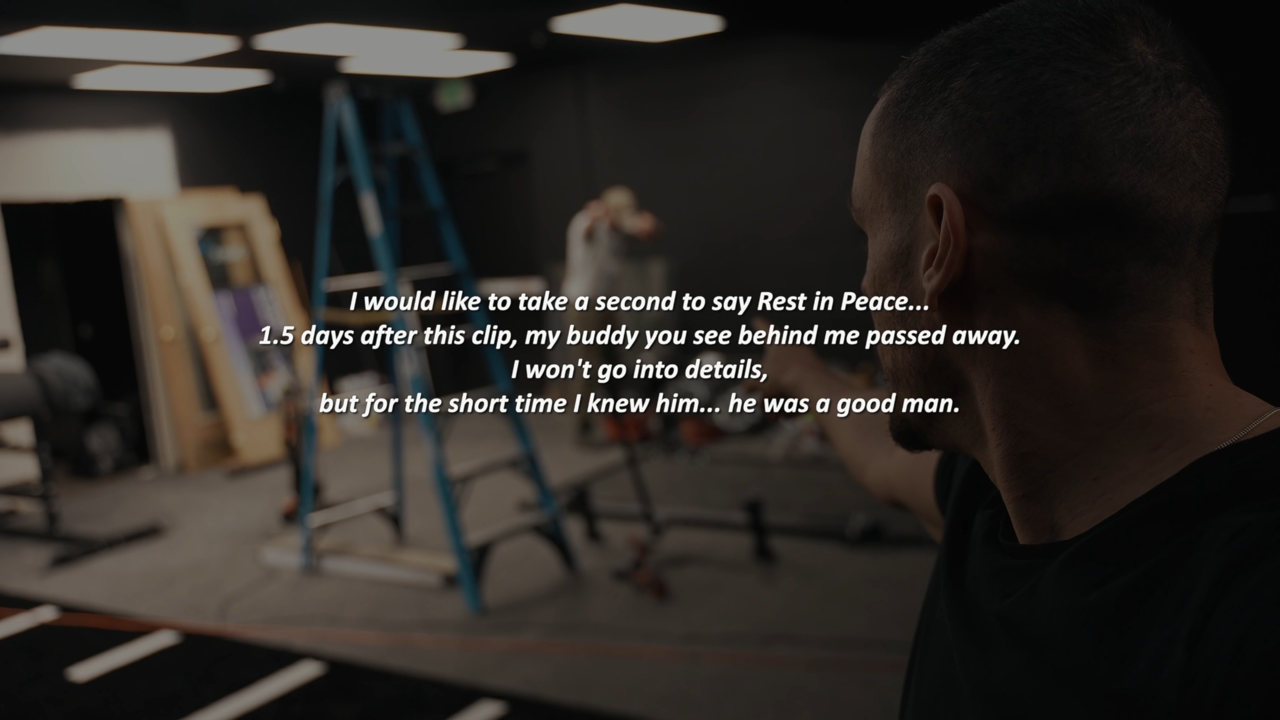 I would like to take a second to say Rest in Peace...
1.5 days after this clip, my buddy you see behind me passed away.
I won't go into details,
but for the short time I knew him... he was a good man.